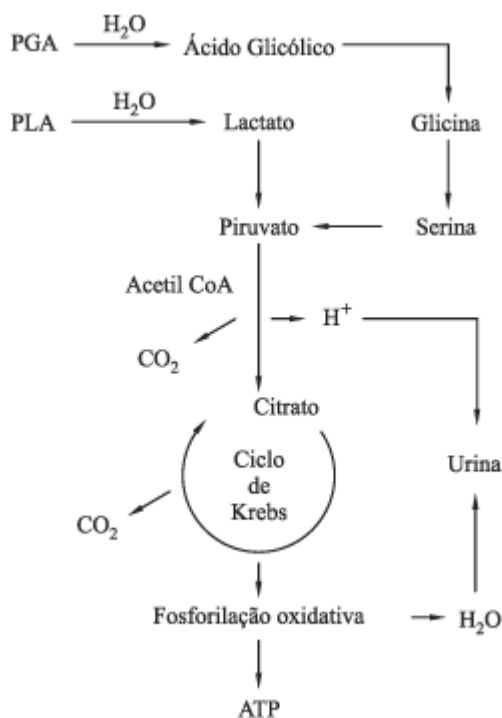 PGA
H₂O
Ácido Glicólico
PLA
H₂O
Lactato
Glicina
Piruvato
Serina
Acetil CoA
H⁺
CO₂
Citrato
Ciclo
de
Krebs
Urina
CO₂
Fosforilação oxidativa
H₂O
ATP